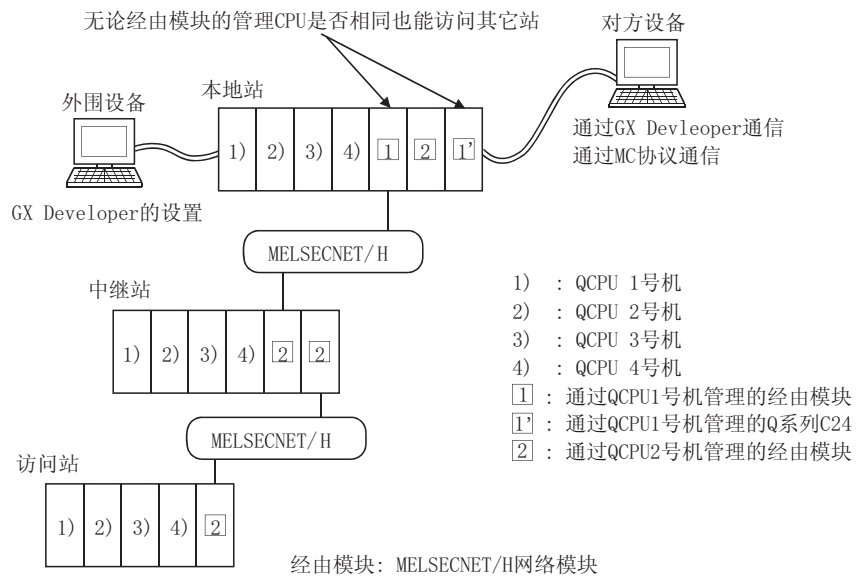 无论经由模块的管理CPU是否相同也能访问其它站
对方设备
本地站
外围设备
1) 2) 3) 4) 1 2 1'
通过GX Devleoper通信
通过MC协议通信
GX Developer的设置
MELSECNET/H
中继站
1) 2) 3) 4) 2 2
1) : QCPU 1号机
2) : QCPU 2号机
3) : QCPU 3号机
4) : QCPU 4号机
1 : 通过QCPU1号机管理的经由模块
1' : 通过QCPU1号机管理的Q系列C24
2 : 通过QCPU2号机管理的经由模块
MELSECNET/H
访问站
1) 2) 3) 4) 2
经由模块: MELSECNET/H网络模块